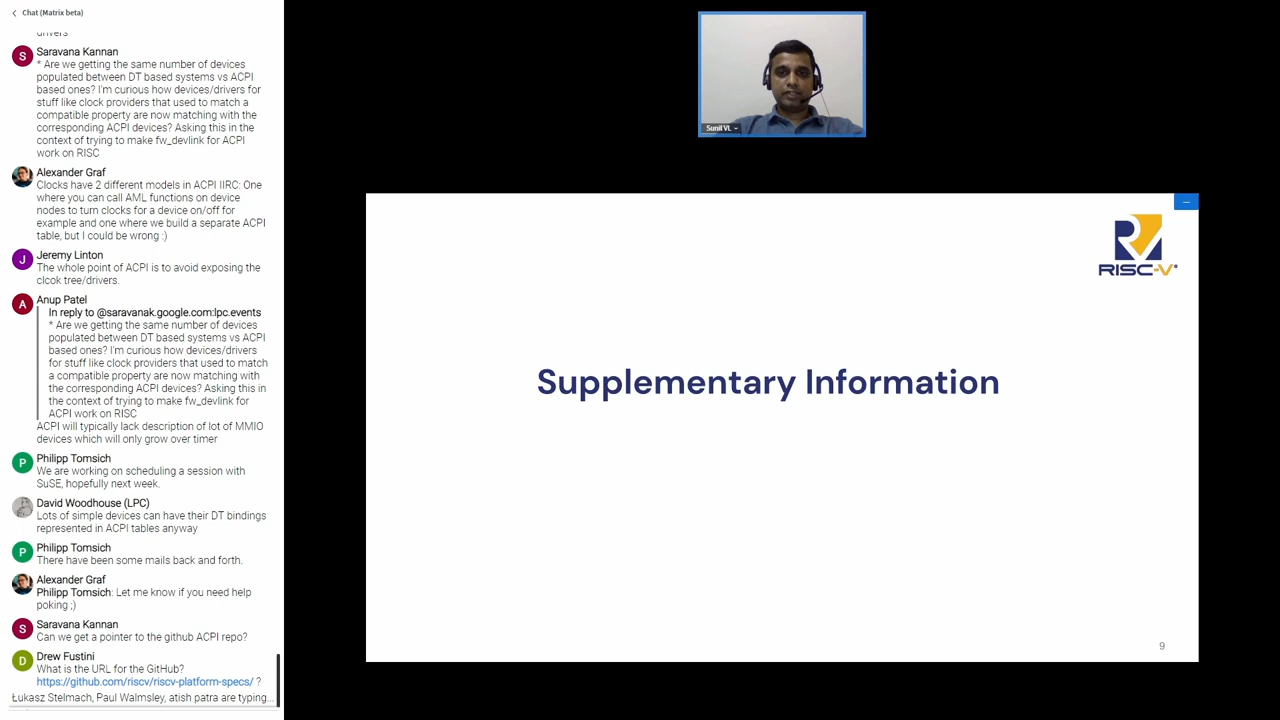 Chat (Matrix beta)
drivers
S
Saravana Kannan
* Are we getting the same number of devices
populated between DT based systems vs ACPI
based ones? I'm curious how devices/drivers for
stuff like clock providers that used to match a
compatible property are now matching with the
corresponding ACPI devices? Asking this in the
context of trying to make fw_devlink for ACPI
work on RISC
Alexander Graf
Clocks have 2 different models in ACPI IIRC: One
where you can call AML functions on device
nodes to turn clocks for a device on/off for
example and one where we build a separate ACPI
table, but I could be wrong :)
J
Jeremy Linton
The whole point of ACPI is to avoid exposing the
clcok tree/drivers.
A
Anup Patel
In reply to @saravanak.google.com:lpc.events
* Are we getting the same number of devices
populated between DT based systems vs ACPI
based ones? I'm curious how devices/drivers
for stuff like clock providers that used to match
a compatible property are now matching with
the corresponding ACPI devices? Asking this in
the context of trying to make fw_devlink for
ACPI work on RISC
ACPI will typically lack description of lot of MMIO
devices which will only grow over timer
P
Philipp Tomsich
We are working on scheduling a session with
SuSE, hopefully next week.
David Woodhouse (LPC)
Lots of simple devices can have their DT bindings
represented in ACPI tables anyway
P
Philipp Tomsich
There have been some mails back and forth.
Alexander Graf
Philipp Tomsich: Let me know if you need help
poking ;)
S
Saravana Kannan
Can we get a pointer to the github ACPI repo?
D
Drew Fustini
What is the URL for the GitHub?
https://github.com/riscv/riscv-platform-specs/ ?
Łukasz Stelmach, Paul Walmsley, atish patra are typing...
Sunil VL
RISC-V®
Supplementary Information
9